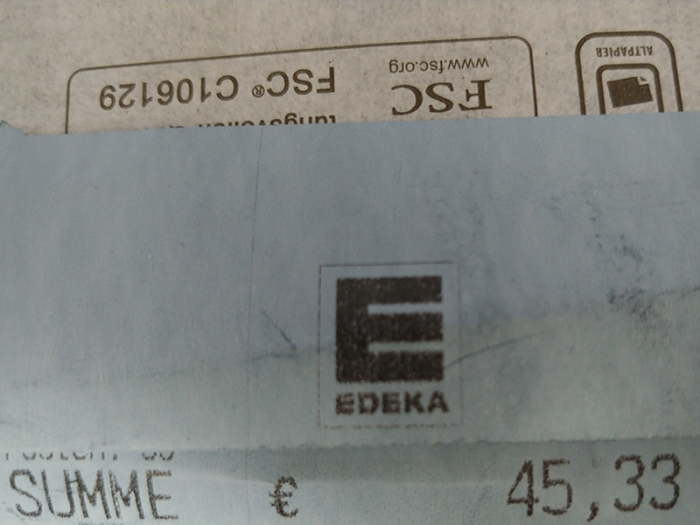 ALTPAPIER
FSC
www.fsc.org
FSC® C106129
EDEKA
SUMME € 45,33